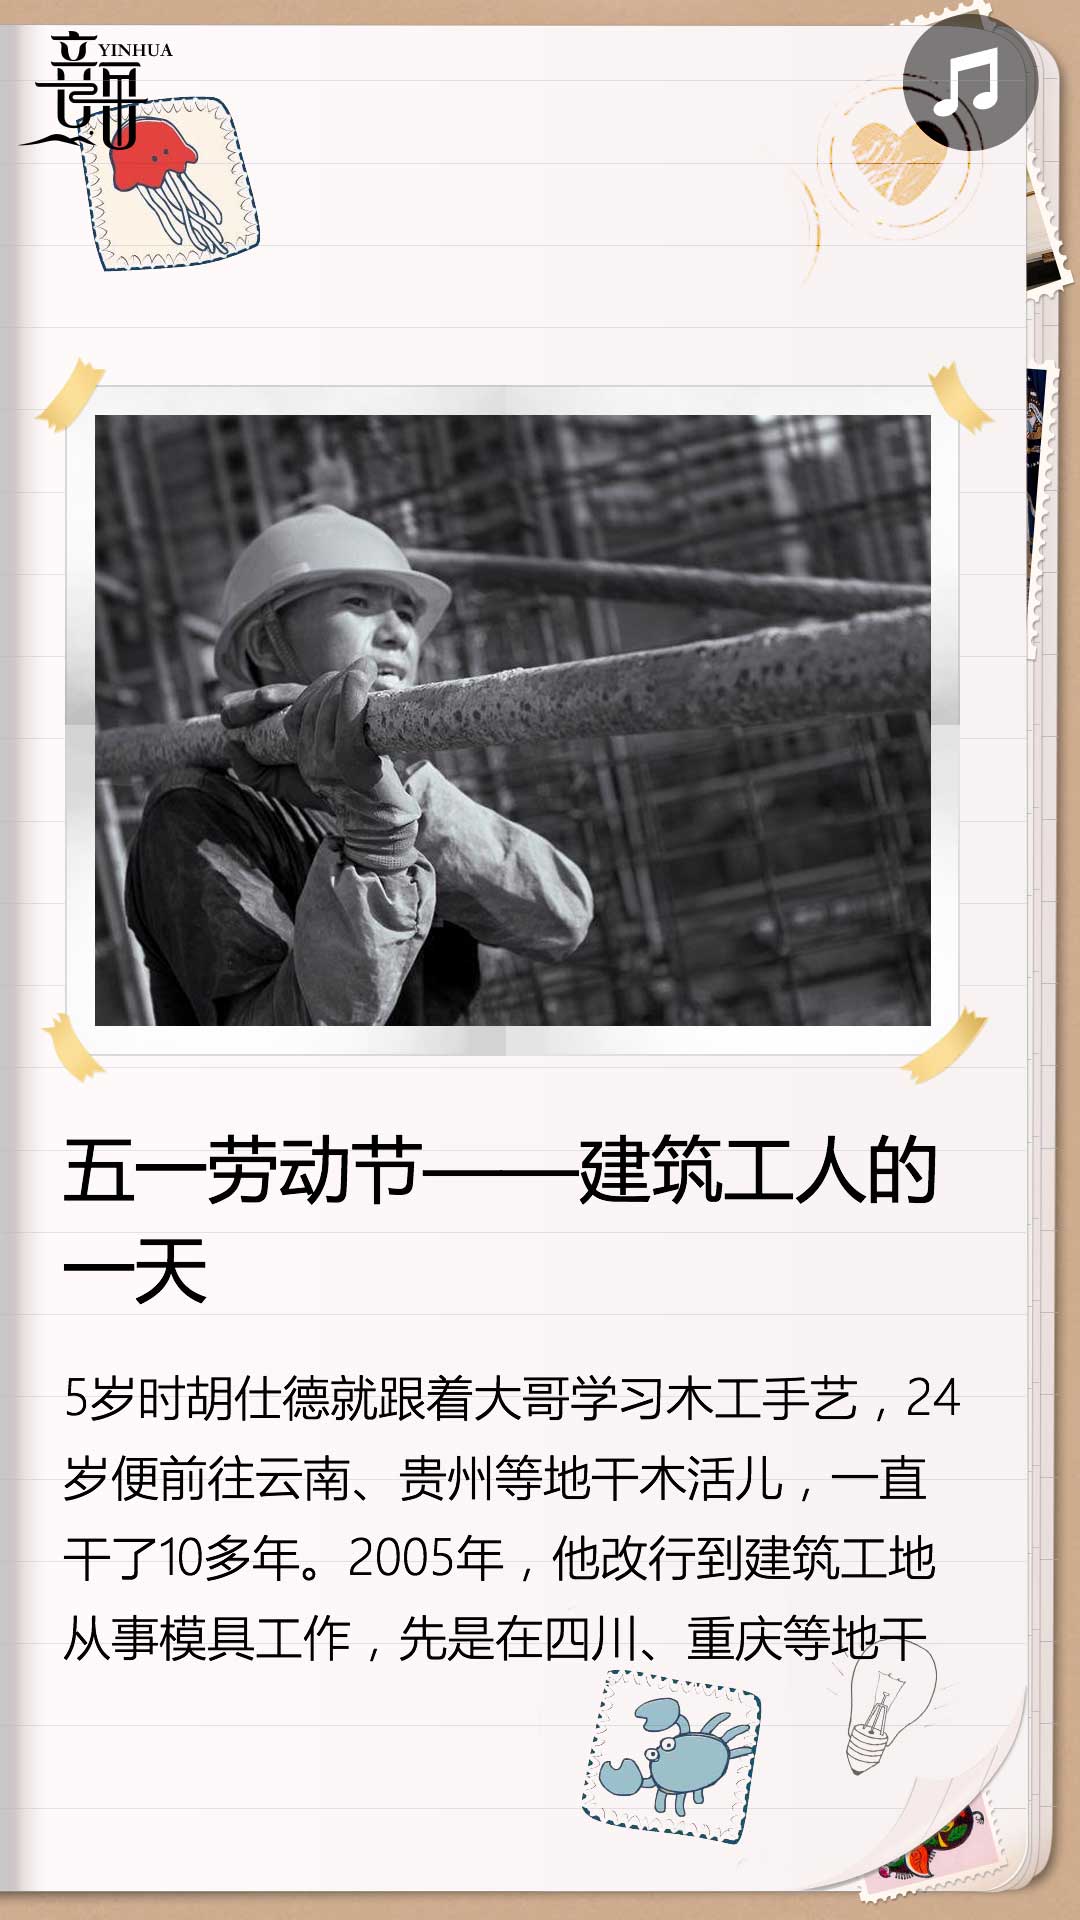 音画
YINHUA
五一劳动节——建筑工人的
一天
5岁时胡仕德就跟着大哥学习木工手艺，24
岁便前往云南、贵州等地干木活儿，一直
干了10多年。2005年，他改行到建筑工地
从事模具工作，先是在四川、重庆等地干